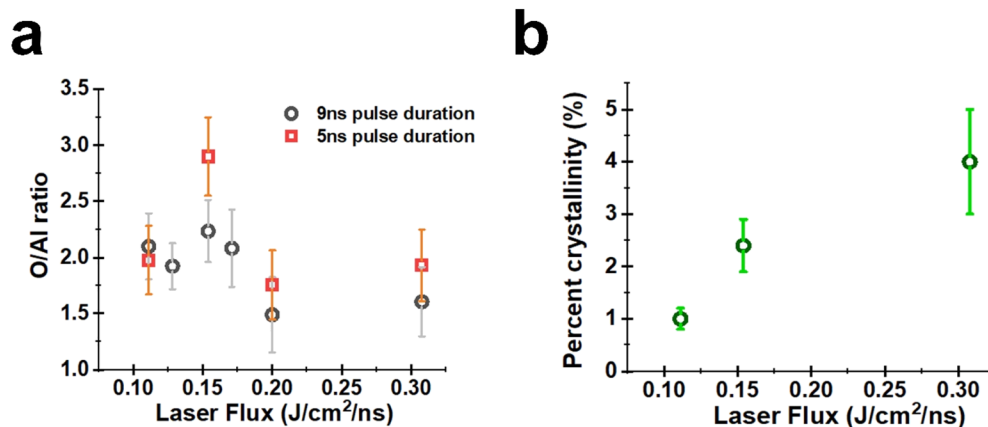 a
3.5
3.0
2.5
2.0
1.5
1.0
O/Al ratio
9ns pulse duration
5ns pulse duration
0.10 0.15 0.20 0.25 0.30
Laser Flux (J/cm²/ns)
b
5
4
3
2
1
0
Percent crystallinity (%)
0.10 0.15 0.20 0.25 0.30
Laser Flux (J/cm²/ns)